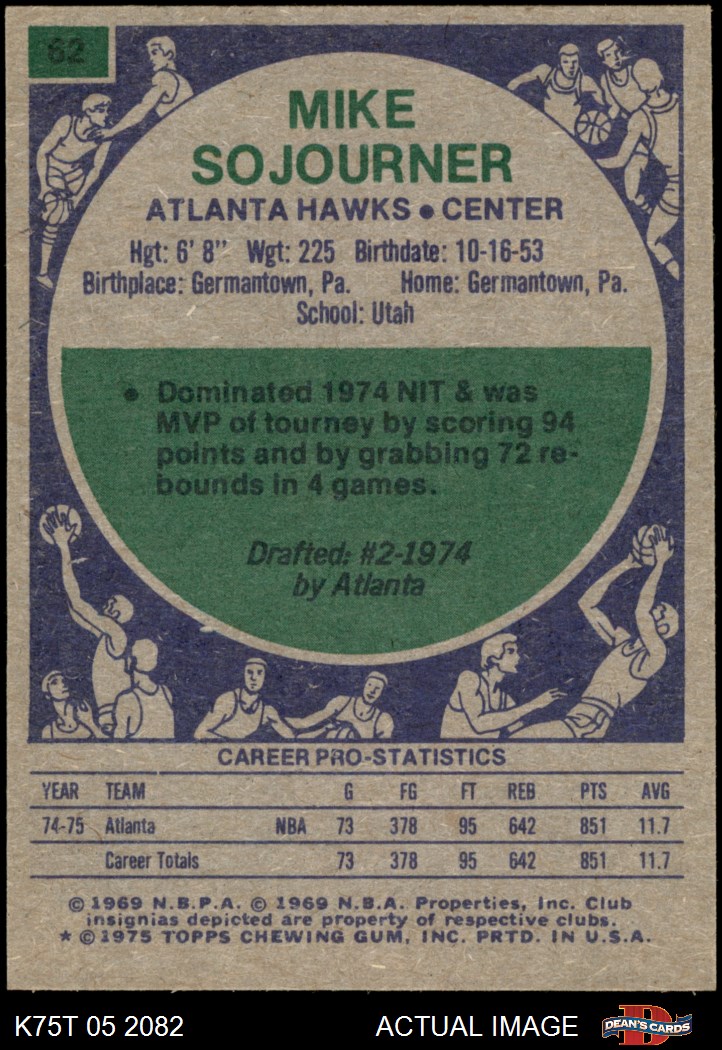 62
MIKE
SOJOURNER
ATLANTA HAWKS • CENTER
Hgt: 6' 8" Wgt: 225 Birthdate: 10-16-53
Birthplace: Germantown, Pa. Home: Germantown, Pa.
School: Utah
• Dominated 1974 NIT & was
MVP of tourney by scoring 94
points and by grabbing 72 re-
bounds in 4 games.
Drafted: #2-1974
by Atlanta
CAREER PRO-STATISTICS
YEAR TEAM G FG FT REB PTS AVG
74-75 Atlanta NBA 73 378 95 642 851 11.7
Career Totals 73 378 95 642 851 11.7
© 1969 N.B.P.A. © 1969 N.B.A. Properties, Inc. Club
insignias depicted are property of respective clubs.
* © 1975 TOPPS CHEWING GUM, INC. PRTD. IN U.S.A.
K75T 05 2082 ACTUAL IMAGE D DEAN'S CARDS